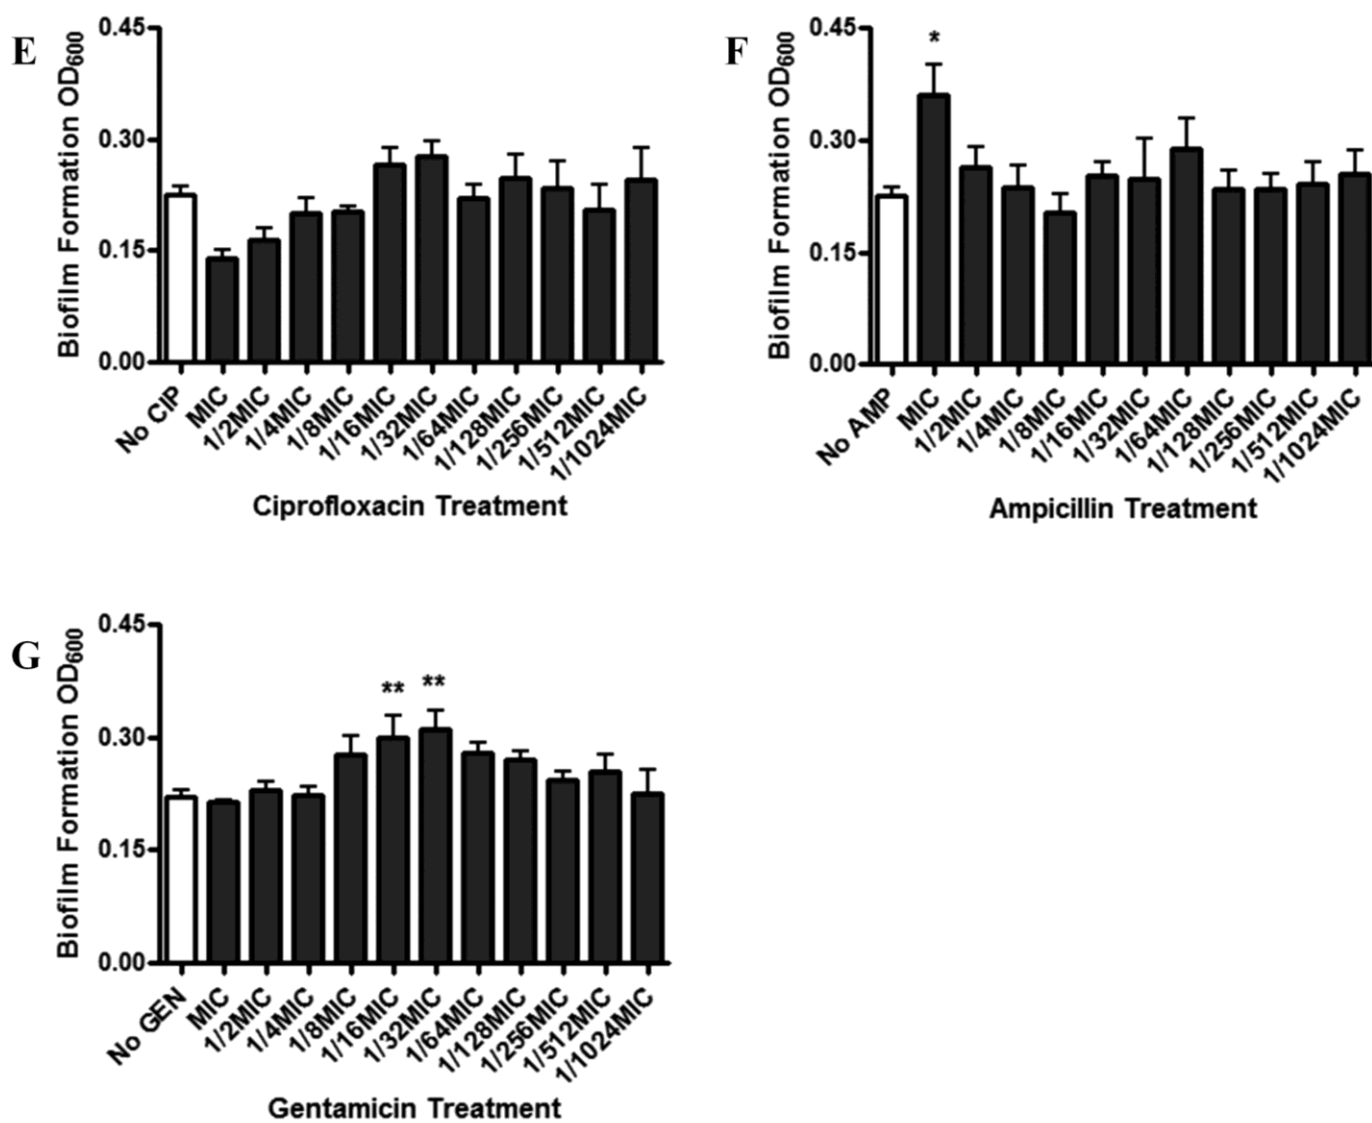 E
Biofilm Formation OD600
0.45
0.30
0.15
0.00
No CIP
MIC
1/2MIC
1/4MIC
1/8MIC
1/16MIC
1/32MIC
1/64MIC
1/128MIC
1/256MIC
1/512MIC
1/1024MIC
Ciprofloxacin Treatment
F
Biofilm Formation OD600
0.45
0.30
0.15
0.00
*
No AMP
MIC
1/2MIC
1/4MIC
1/8MIC
1/16MIC
1/32MIC
1/64MIC
1/128MIC
1/256MIC
1/512MIC
1/1024MIC
Ampicillin Treatment
G
Biofilm Formation OD600
0.45
0.30
0.15
0.00
**
**
No GEN
MIC
1/2MIC
1/4MIC
1/8MIC
1/16MIC
1/32MIC
1/64MIC
1/128MIC
1/256MIC
1/512MIC
1/1024MIC
Gentamicin Treatment